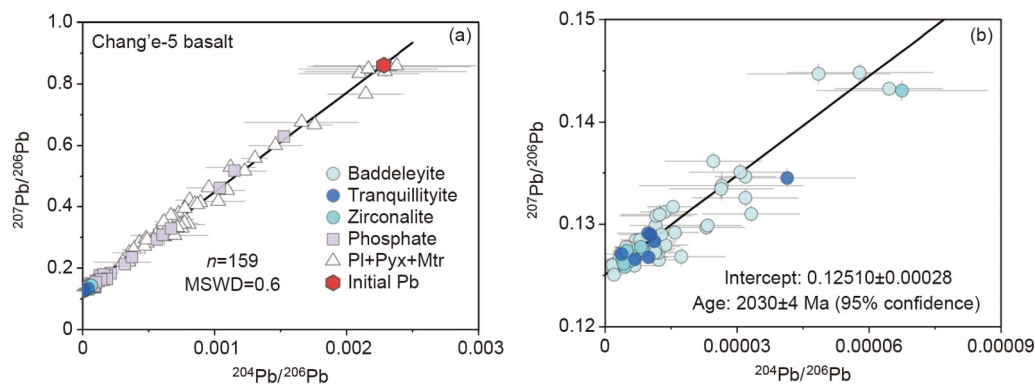 1.0
Chang'e-5 basalt
(a)
0.8
0.6
²⁰⁷Pb/²⁰⁶Pb
0.4
0.2
0
Baddeleyite
Tranquillityite
Zirconalite
Phosphate
Pl+Pyx+Mtr
Initial Pb
n=159
MSWD=0.6
0 0.001 0.002 0.003
²⁰⁴Pb/²⁰⁶Pb
0.15
(b)
0.14
²⁰⁷Pb/²⁰⁶Pb
0.13
0.12
Intercept: 0.12510±0.00028
Age: 2030±4 Ma (95% confidence)
0 0.00003 0.00006 0.00009
²⁰⁴Pb/²⁰⁶Pb